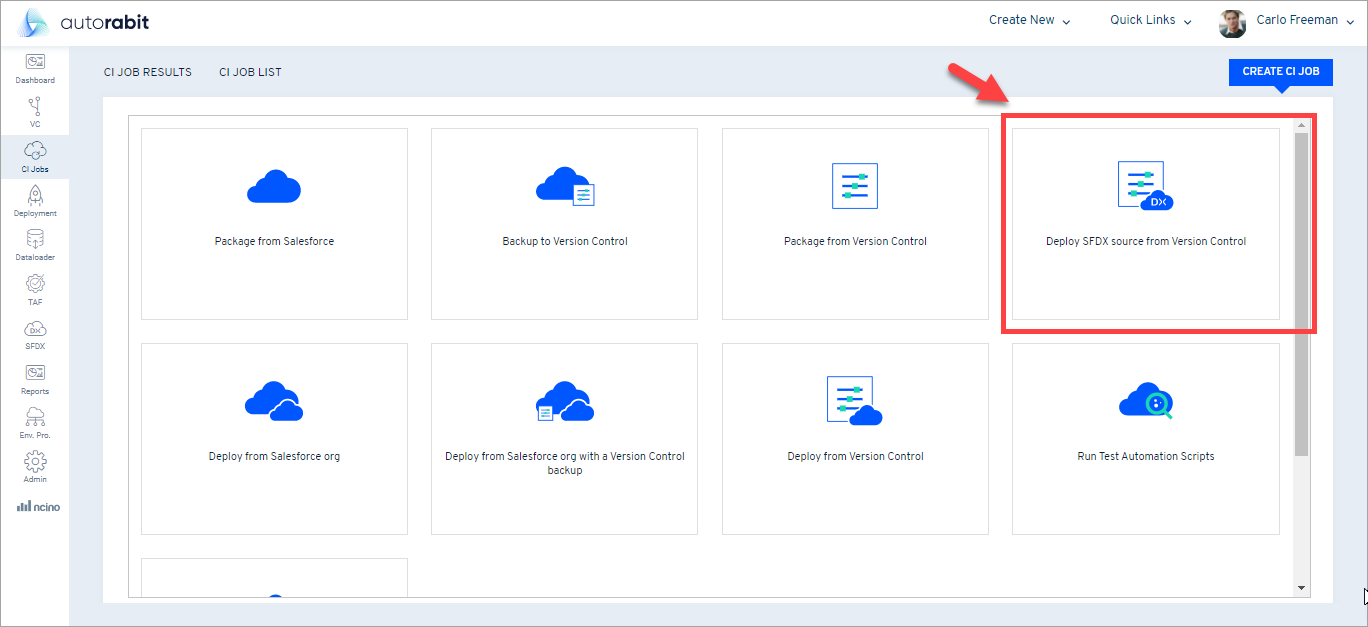 autorabit
Create New
Quick Links
Carlo Freeman
Dashboard
VC
CI Jobs
Deployment
Dataloader
TAF
DX
SFDX
Reports
Env. Pro.
Admin
ncino
CI JOB RESULTS
CI JOB LIST
CREATE CI JOB
Package from Salesforce
Backup to Version Control
Package from Version Control
DX
Deploy SFDX source from Version Control
Deploy from Salesforce org
Deploy from Salesforce org with a Version Control
backup
Deploy from Version Control
Run Test Automation Scripts